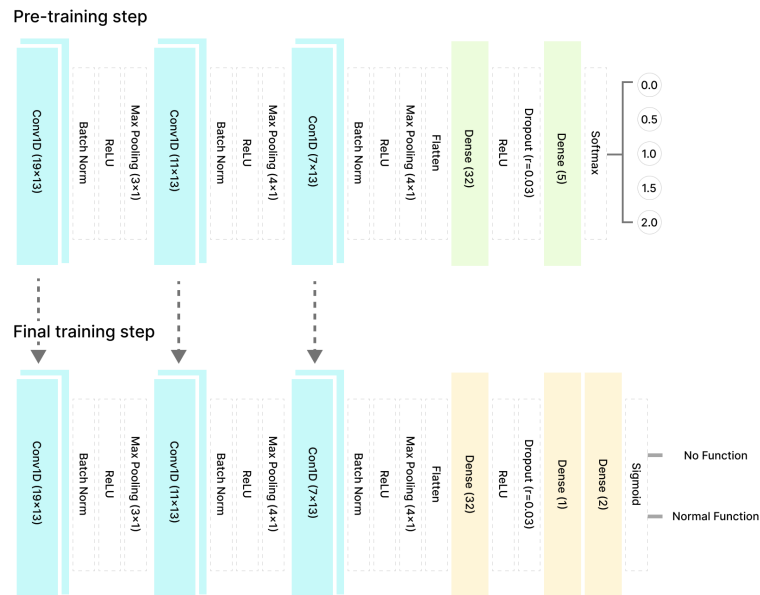 Pre-training step
Conv1D (19×13)
Batch Norm
ReLU
Max Pooling (3×1)
Conv1D (11×13)
Batch Norm
ReLU
Max Pooling (4×1)
Con1D (7×13)
Batch Norm
ReLU
Max Pooling (4×1)
Flatten
Dense (32)
ReLU
Dropout (r=0.03)
Dense (5)
Softmax
0.0
0.5
1.0
1.5
2.0
Final training step
Conv1D (19×13)
Batch Norm
ReLU
Max Pooling (3×1)
Conv1D (11×13)
Batch Norm
ReLU
Max Pooling (4×1)
Con1D (7×13)
Batch Norm
ReLU
Max Pooling (4×1)
Flatten
Dense (32)
ReLU
Dropout (r=0.03)
Dense (1)
Dense (2)
Sigmoid
No Function
Normal Function